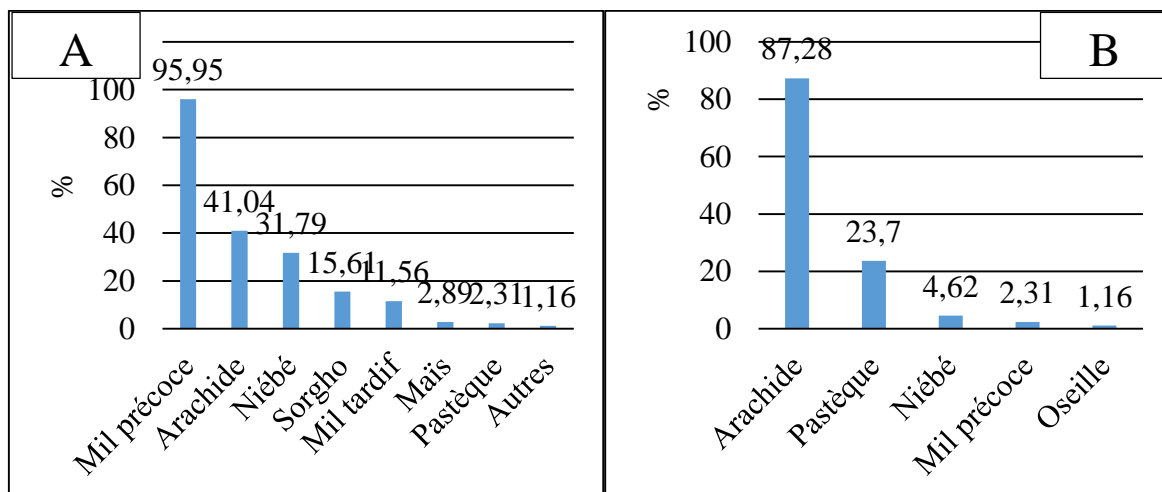 A
95,95
41,04
31,79
15,61
11,56
2,89
2,31
1,16
100
80
60
40
20
0
%
Mil précoce
Arachide
Niébé
Sorgho
Mil tardif
Maïs
Pastèque
Autres
B
87,28
23,7
4,62
2,31
1,16
100
80
60
40
20
0
%
Arachide
Pastèque
Niébé
Mil précoce
Oseille